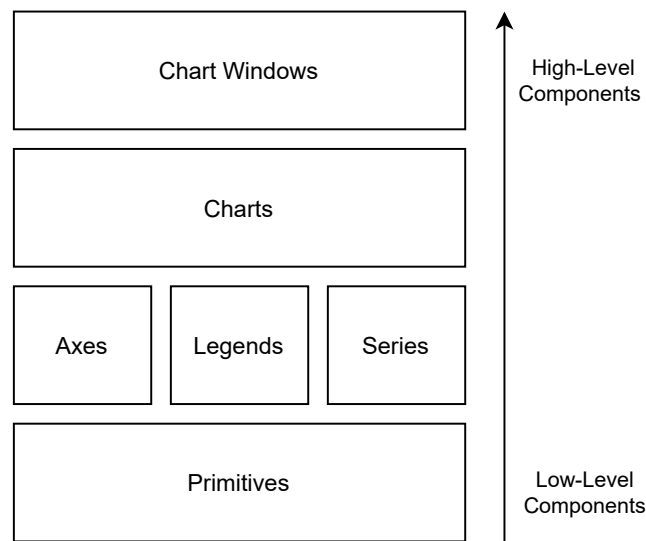 Chart Windows
High-Level
Components
Charts
Axes
Legends
Series
Primitives
Low-Level
Components